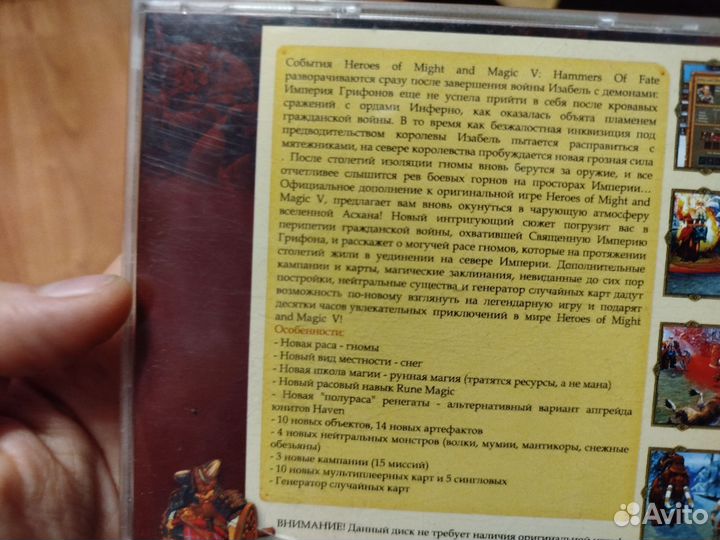 События Heroes of Might and Magic V: Hammers Of Fate
разворачиваются сразу после завершения войны Изабель с демонами:
Империя Грифонов еще не успела прийти в себя после кровавых
сражений с ордами Инферно, как оказалась объята пламенем
гражданской войны. В то время как безжалостная инквизиция под
предводительством королевы Изабель пытается расправиться с
мятежниками, на севере королевства пробуждается новая грозная сила
. После столетий изоляции гномы вновь берутся за оружие, и все
отчетливее слышится рев боевых горнов на просторах Империи...
Официальное дополнение к оригинальной игре Heroes of Might and
Magic V, предлагает вам вновь окунуться в чарующую атмосферу
вселенной Асхана! Новый интригующий сюжет погрузит вас в
перипетии гражданской войны, охватившей Священную Империю
Грифона, и расскажет о могучей расе гномов, которые на протяжении
столетий жили в уединении на севере Империи. Дополнительные
кампании и карты, магические заклинания, невиданные до сих пор
постройки, нейтральные существа и генератор случайных карт дадут
возможность по-новому взглянуть на легендарную игру и подарят
десятки часов увлекательных приключений в мире Heroes of Might
and Magic V!
Особенности:
- Новая раса - гномы
- Новый вид местности - снег
- Новая школа магии - рунная магия (тратятся ресурсы, а не мана)
- Новый расовый навык Rune Magic
- Новая "полураса" ренегаты - альтернативный вариант апгрейда
юнитов Haven
- 10 новых объектов, 14 новых артефактов
- 4 новых нейтральных монстров (волки, мумии, мантикоры, снежные
обезьяны)
- 3 новые кампании (15 миссий)
- 10 новых мультиплеерных карт и 5 сингловых
- Генератор случайных карт
ВНИМАНИЕ! Данный диск не требует наличия оригинальной
Avito